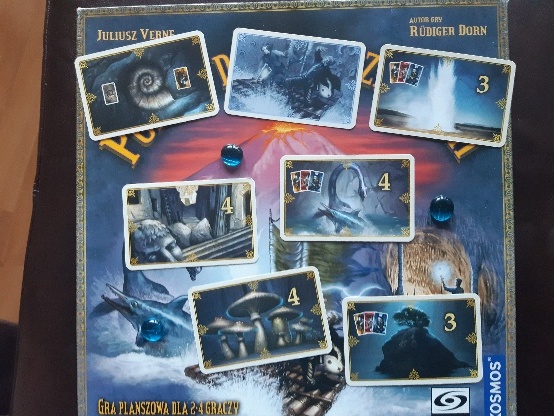 JULIUSZ VERNE
AUTOR GRY
RÜDIGER DORN
3
4
4
4
3
GRA PLANSZOWA DLA 2-4 GRACZY
KOSMOS